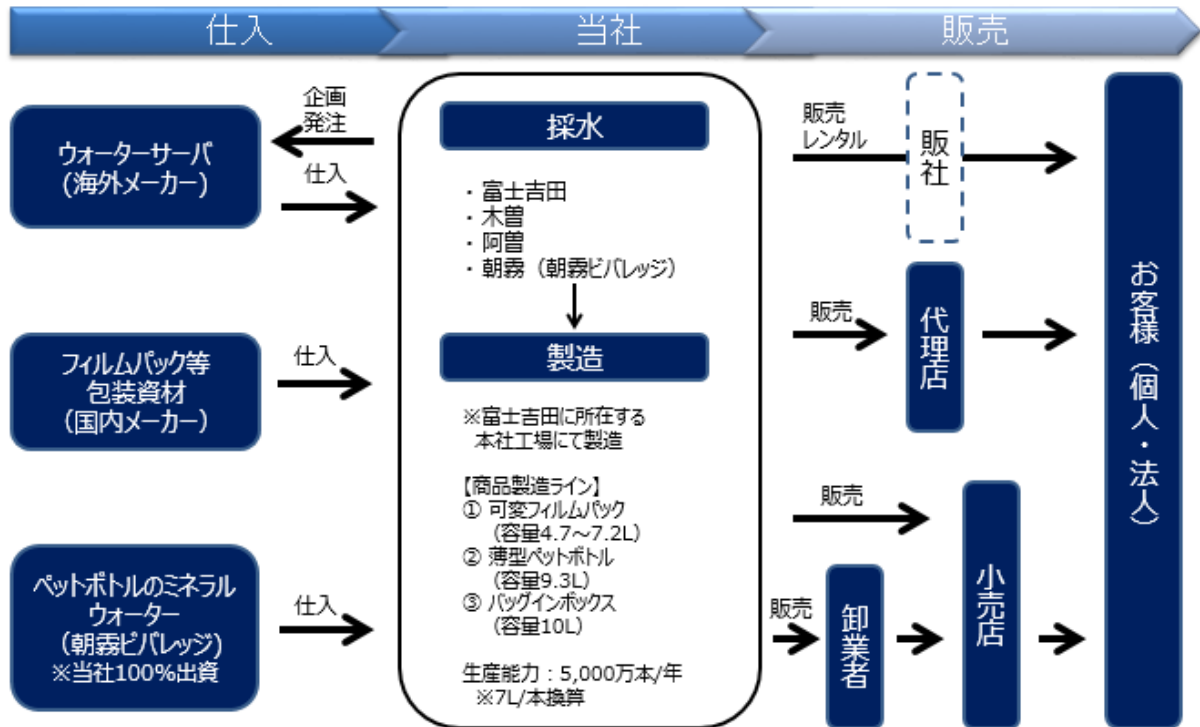 仕入
当社
販売
ウォーターサーバ
(海外メーカー)
企画
発注
仕入
フィルムパック等
包装資材
(国内メーカー)
仕入
ペットボトルのミネラル
ウォーター
(朝霧ビバレッジ)
※当社100%出資
仕入
採水
・富士吉田
・木曽
・阿曽
・朝霧（朝霧ビバレッジ）
製造
※富士吉田に所在する
本社工場にて製造
【商品製造ライン】
① 可変フィルムパック
(容量4.7～7.2L)
② 薄型ペットボトル
(容量9.3L)
③ バッグインボックス
(容量10L)
生産能力：5,000万本/年
※7L/本換算
販売
レンタル
販社
販売
代理店
販売
販売
卸業者
小売店
お客様（個人・法人）